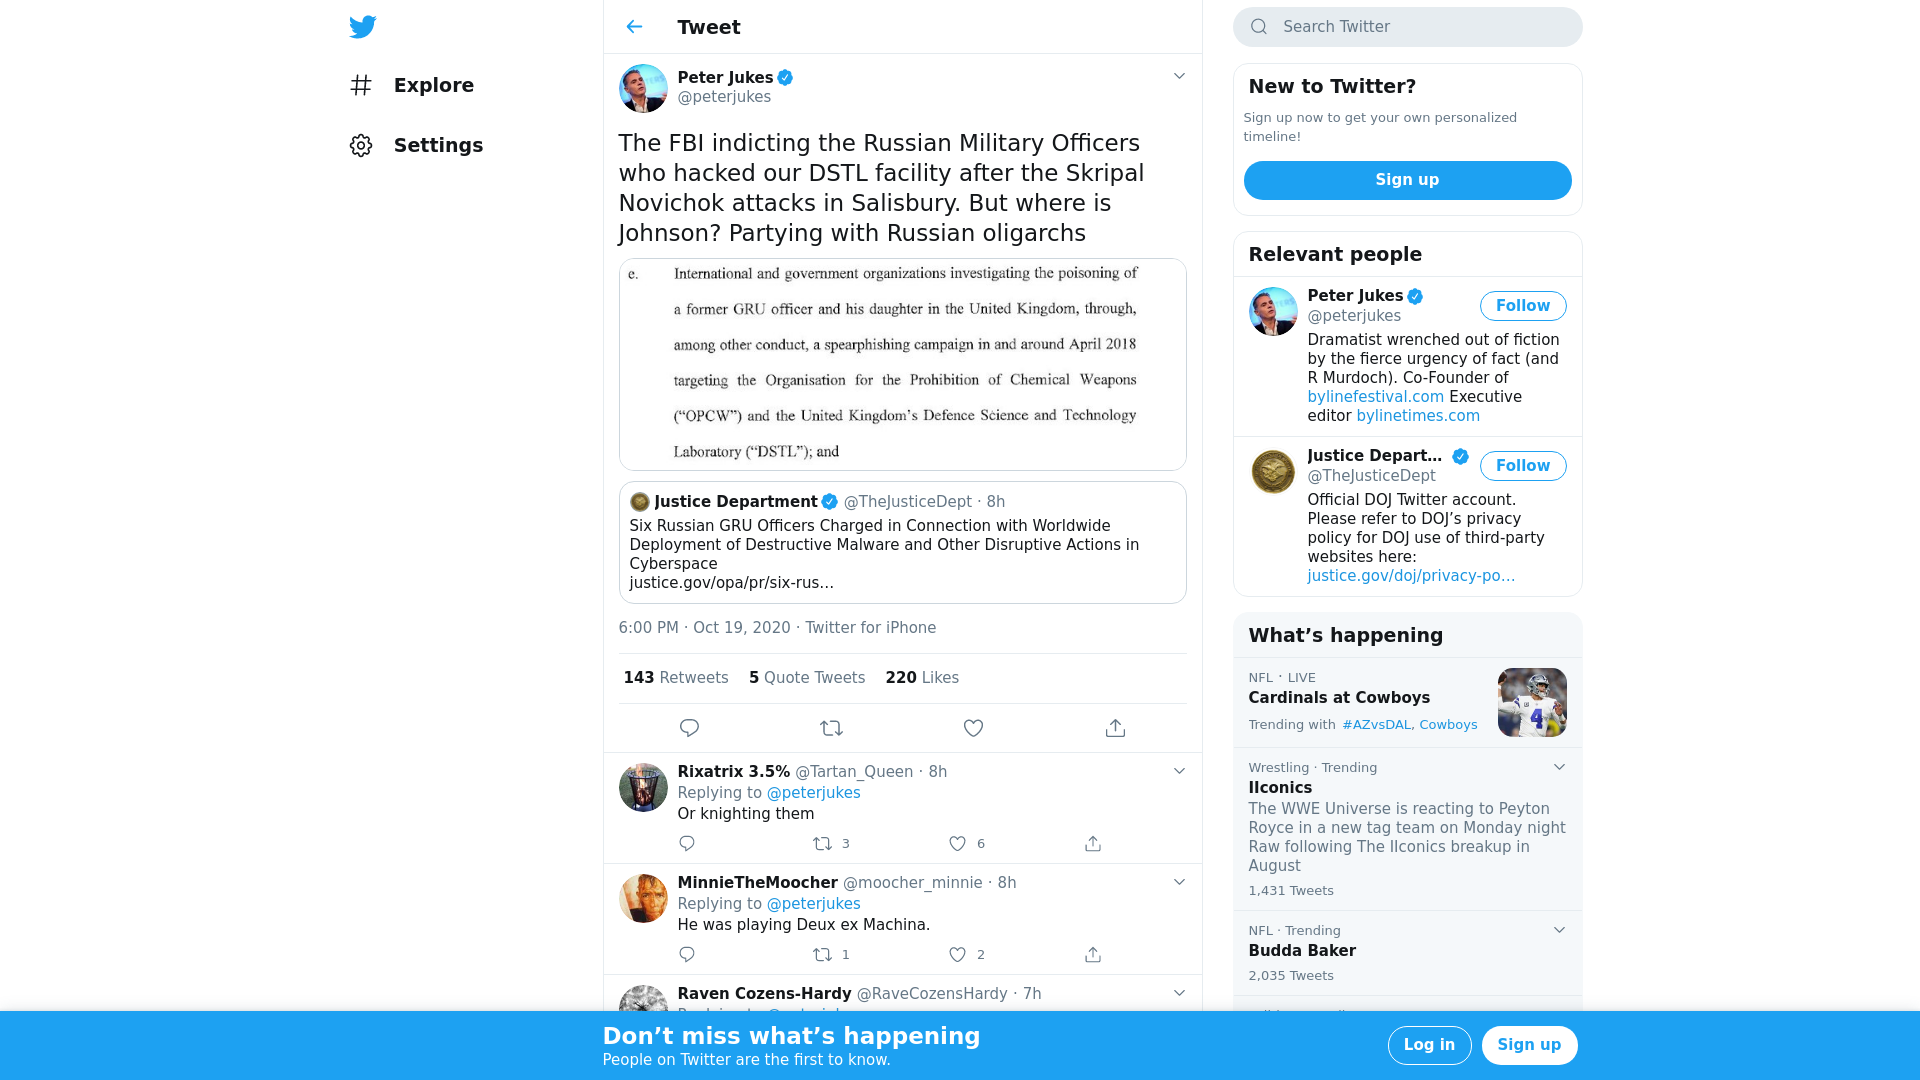 Explore
Settings
Tweet
Peter Jukes
@peterjukes
The FBI indicting the Russian Military Officers
who hacked our DSTL facility after the Skripal
Novichok attacks in Salisbury. But where is
Johnson? Partying with Russian oligarchs
e. International and government organizations investigating the poisoning of
a former GRU officer and his daughter in the United Kingdom, through,
among other conduct, a spearphishing campaign in and around April 2018
targeting the Organisation for the Prohibition of Chemical Weapons
(“OPCW”) and the United Kingdom’s Defence Science and Technology
Laboratory (“DSTL”); and
Justice Department @TheJusticeDept · 8h
Six Russian GRU Officers Charged in Connection with Worldwide
Deployment of Destructive Malware and Other Disruptive Actions in
Cyberspace
justice.gov/opa/pr/six-rus…
6:00 PM · Oct 19, 2020 · Twitter for iPhone
143 Retweets 5 Quote Tweets 220 Likes
Rixatrix 3.5% @Tartan_Queen · 8h
Replying to @peterjukes
Or knighting them
3 6
MinnieTheMoocher @moocher_minnie · 8h
Replying to @peterjukes
He was playing Deux ex Machina.
1 2
Raven Cozens-Hardy @RaveCozensHardy · 7h
Search Twitter
New to Twitter?
Sign up now to get your own personalized
timeline!
Sign up
Relevant people
Peter Jukes
@peterjukes
Follow
Dramatist wrenched out of fiction
by the fierce urgency of fact (and
R Murdoch). Co-Founder of
bylinefestival.com Executive
editor bylinetimes.com
Justice Depart…
@TheJusticeDept
Follow
Official DOJ Twitter account.
Please refer to DOJ’s privacy
policy for DOJ use of third-party
websites here:
justice.gov/doj/privacy-po…
What’s happening
NFL · LIVE
Cardinals at Cowboys
Trending with #AZvsDAL, Cowboys
Wrestling · Trending
IIconics
The WWE Universe is reacting to Peyton
Royce in a new tag team on Monday night
Raw following The IIconics breakup in
August
1,431 Tweets
NFL · Trending
Budda Baker
2,035 Tweets
Don’t miss what’s happening
People on Twitter are the first to know.
Log in
Sign up